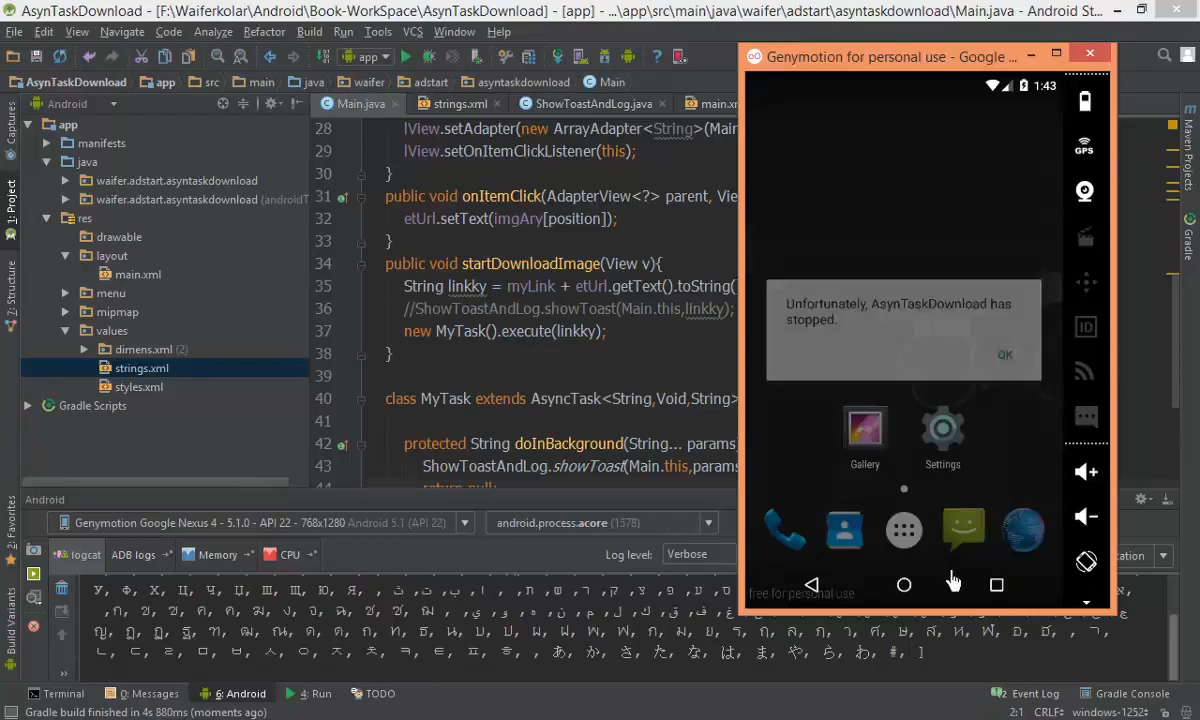 AsynTaskDownload] - [F:\Waiferkolar\Android\Book-WorkSpace\AsynTaskDownload] - [app] - ...\app\src\main\java\waifer\adstart\asyntaskdownload\Main.java - Android St...
File Edit View Navigate Code Analyze Refactor Build Run Tools VCS Window Help
app
AsynTaskDownload app src main java waifer adstart asyntaskdownload Main
Android
Main.java strings.xml ShowToastAndLog.java main.x
app
manifests
java
waifer.adstart.asyntaskdownload
waifer.adstart.asyntaskdownload (androidT
res
drawable
layout
main.xml
menu
mipmap
values
dimens.xml (2)
strings.xml
styles.xml
Gradle Scripts
Captures
1: Project
Z: Structure
2: Favorites
Build Variants
28 lView.setAdapter(new ArrayAdapter<String>(Main
29 lView.setOnItemClickListener(this);
30 }
31 public void onItemClick(AdapterView<?> parent, Vie
32 etUrl.setText(imgAry[position]);
33 }
34 public void startDownloadImage(View v){
35 String linkky = myLink + etUrl.getText().toString()
36 //ShowToastAndLog.showToast(Main.this,linkky);
37 new MyTask().execute(linkky);
38 }
39
40 class MyTask extends AsyncTask<String,Void,String>
41
42 protected String doInBackground(String... params)
43 ShowToastAndLog.showToast(Main.this,params
return null;
Genymotion for personal use - Google ...
1:43
Unfortunately, AsynTaskDownload has
stopped.
OK
Gallery Settings
free for personal use
GPS
ID
Maven
Gradle
Android
Genymotion Google Nexus 4 - 5.1.0 - API 22 - 768x1280 Android 5.1 (API 22)
android.process.acore (1578)
logcat ADB logs Memory CPU Log level: Verbose
Terminal 0: Messages 6: Android 4: Run TODO Event Log Gradle Console
Gradle build finished in 4s 880ms (moments ago) 2:1 CRLF: windows-1252: